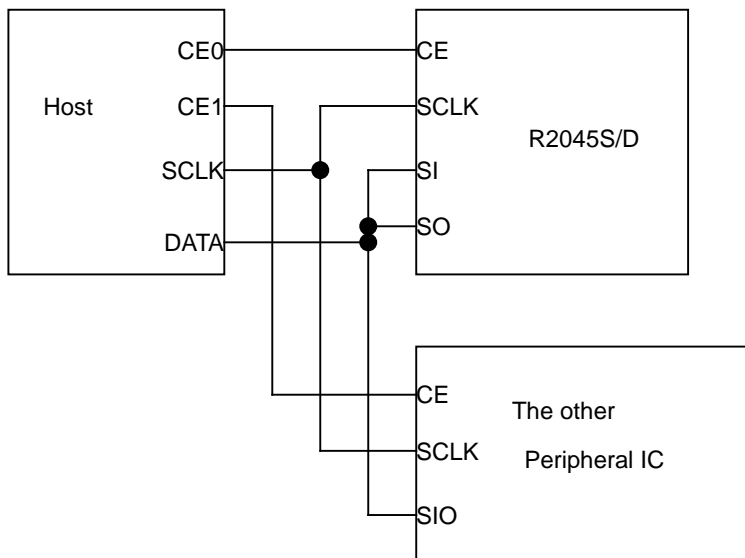 CE0
CE1
Host
SCLK
DATA
CE
SCLK
R2045S/D
SI
SO
CE
The other
SCLK
Peripheral IC
SIO